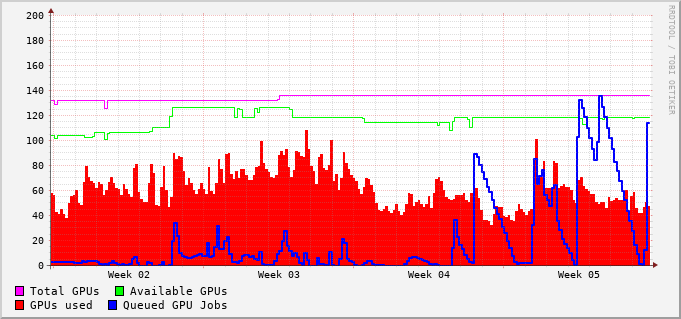 200
180
160
140
120
100
80
60
40
20
0
Week 02 Week 03 Week 04 Week 05
Total GPUs Available GPUs
GPUs used Queued GPU Jobs
RRDTOOL / TOBI OETIKER